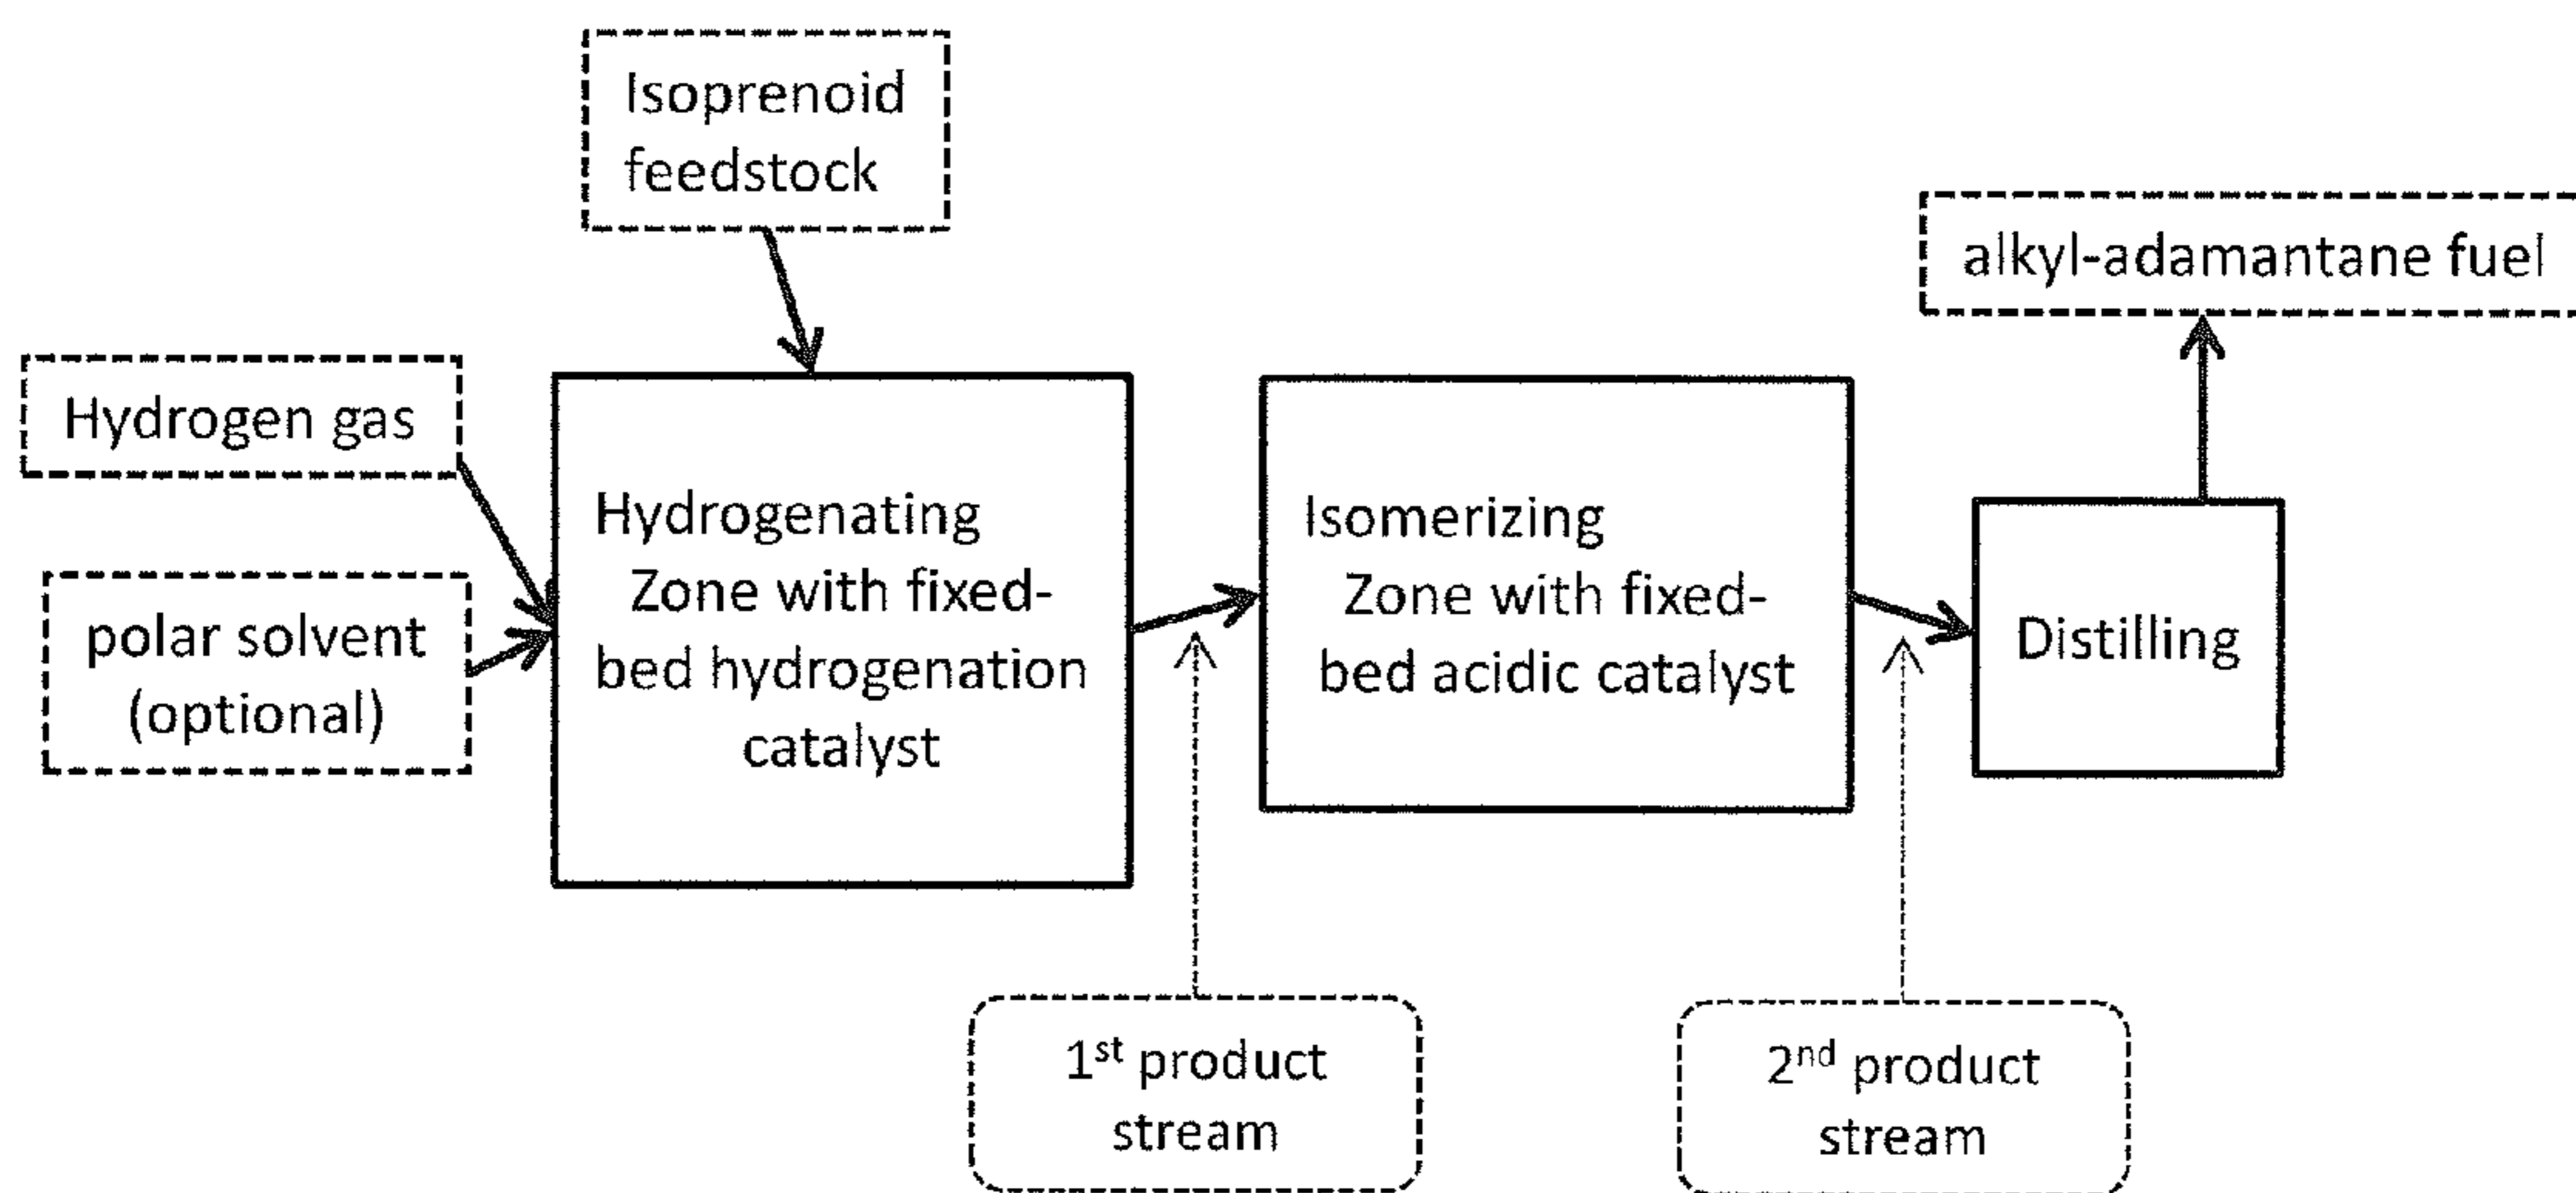 Isoprenoid
feedstock
alkyl-adamantane fuel
Hydrogen gas
polar solvent
(optional)
Hydrogenating
Zone with fixed-
bed hydrogenation
catalyst
Isomerizing
Zone with fixed-
bed acidic catalyst
Distilling
1st product
stream
2nd product
stream